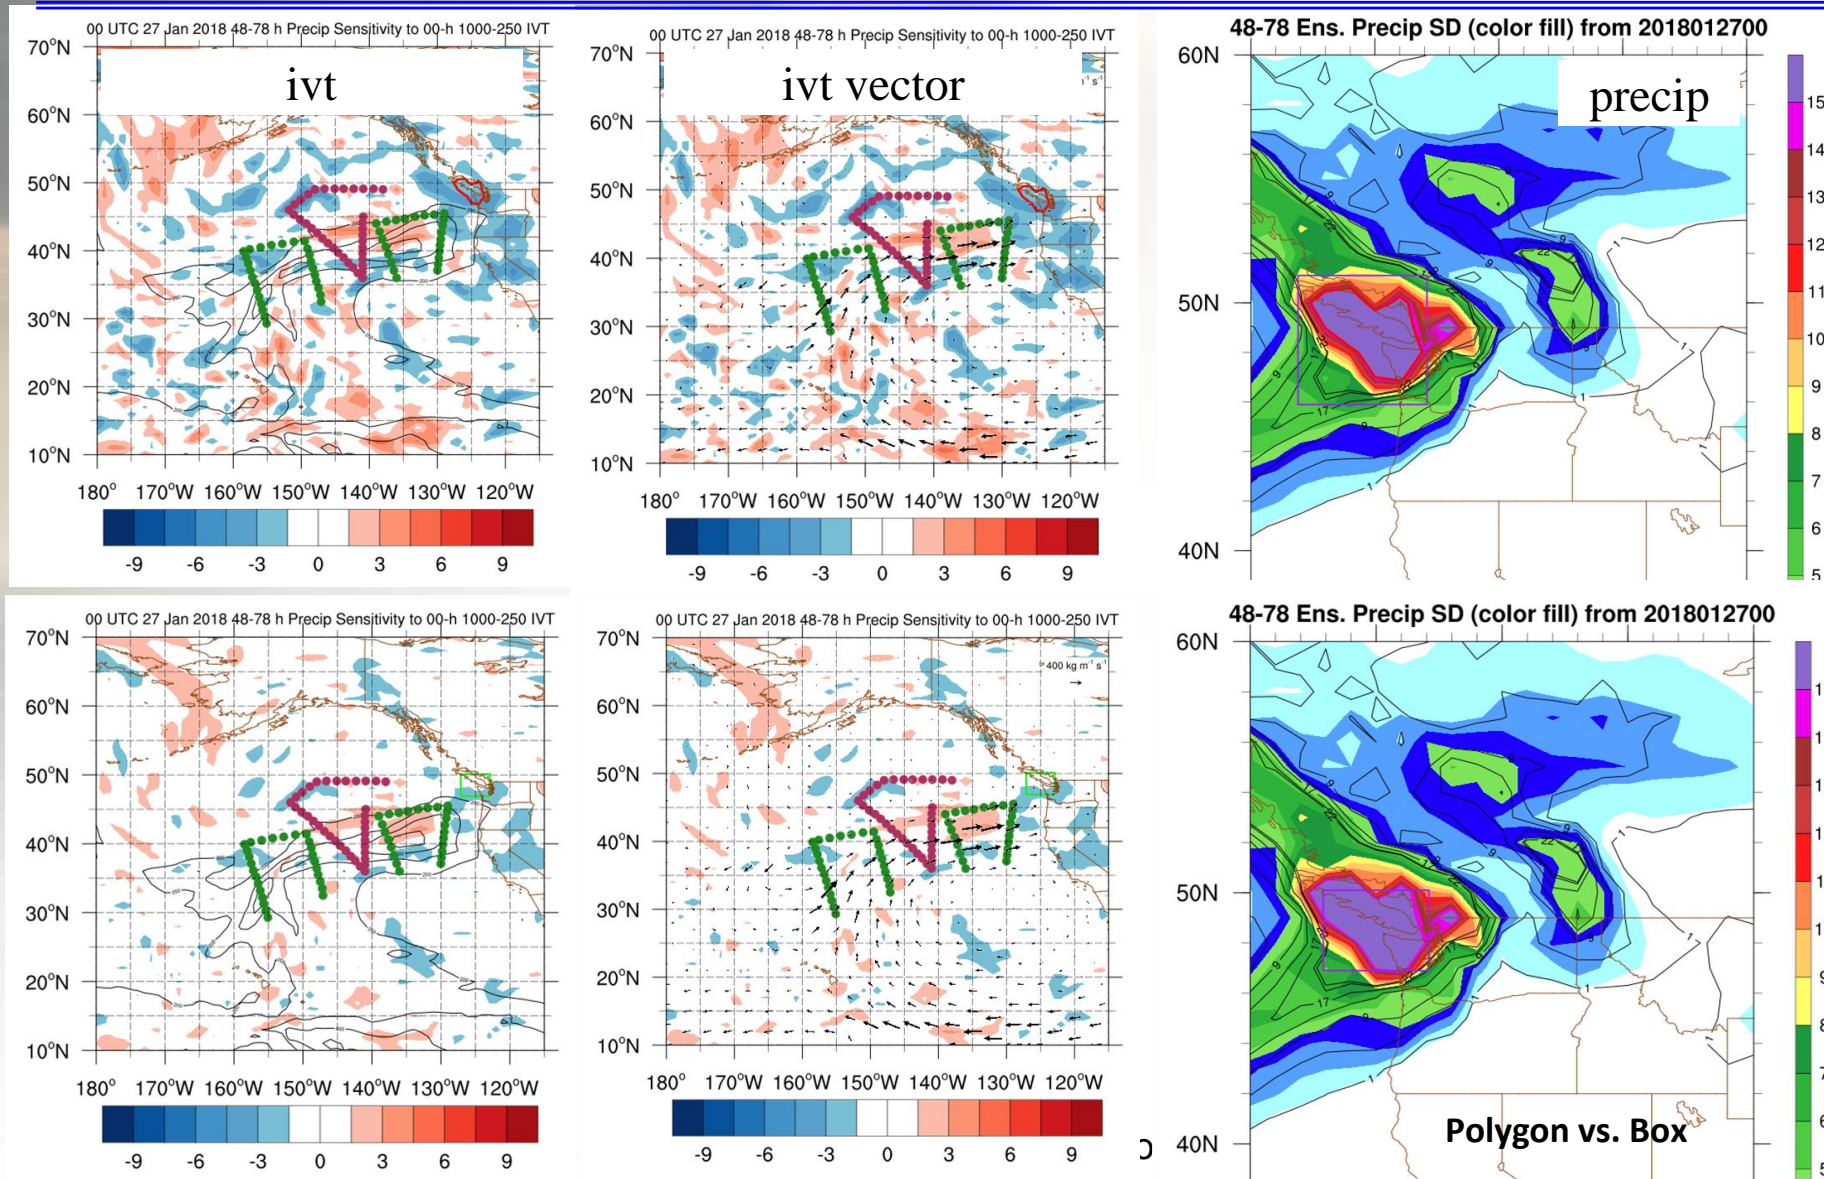 00 UTC 27 Jan 2018 48-78 h Precip Sensitivity to 00-h 1000-250 IVT
ivt
70°N
60°N
50°N
40°N
30°N
20°N
10°N
180° 170°W 160°W 150°W 140°W 130°W 120°W
-9 -6 -3 0 3 6 9
00 UTC 27 Jan 2018 48-78 h Precip Sensitivity to 00-h 1000-250 IVT
ivt vector
70°N
60°N
50°N
40°N
30°N
20°N
10°N
180° 170°W 160°W 150°W 140°W 130°W 120°W
-9 -6 -3 0 3 6 9
48-78 Ens. Precip SD (color fill) from 2018012700
precip
60N
50N
40N
15
14
13
12
11
10
9
8
7
6
5
00 UTC 27 Jan 2018 48-78 h Precip Sensitivity to 00-h 1000-250 IVT
70°N
60°N
50°N
40°N
30°N
20°N
10°N
180° 170°W 160°W 150°W 140°W 130°W 120°W
-9 -6 -3 0 3 6 9
00 UTC 27 Jan 2018 48-78 h Precip Sensitivity to 00-h 1000-250 IVT
400 kg m⁻¹ s⁻¹
70°N
60°N
50°N
40°N
30°N
20°N
10°N
180° 170°W 160°W 150°W 140°W 130°W 120°W
-9 -6 -3 0 3 6 9
48-78 Ens. Precip SD (color fill) from 2018012700
60N
50N
40N
Polygon vs. Box